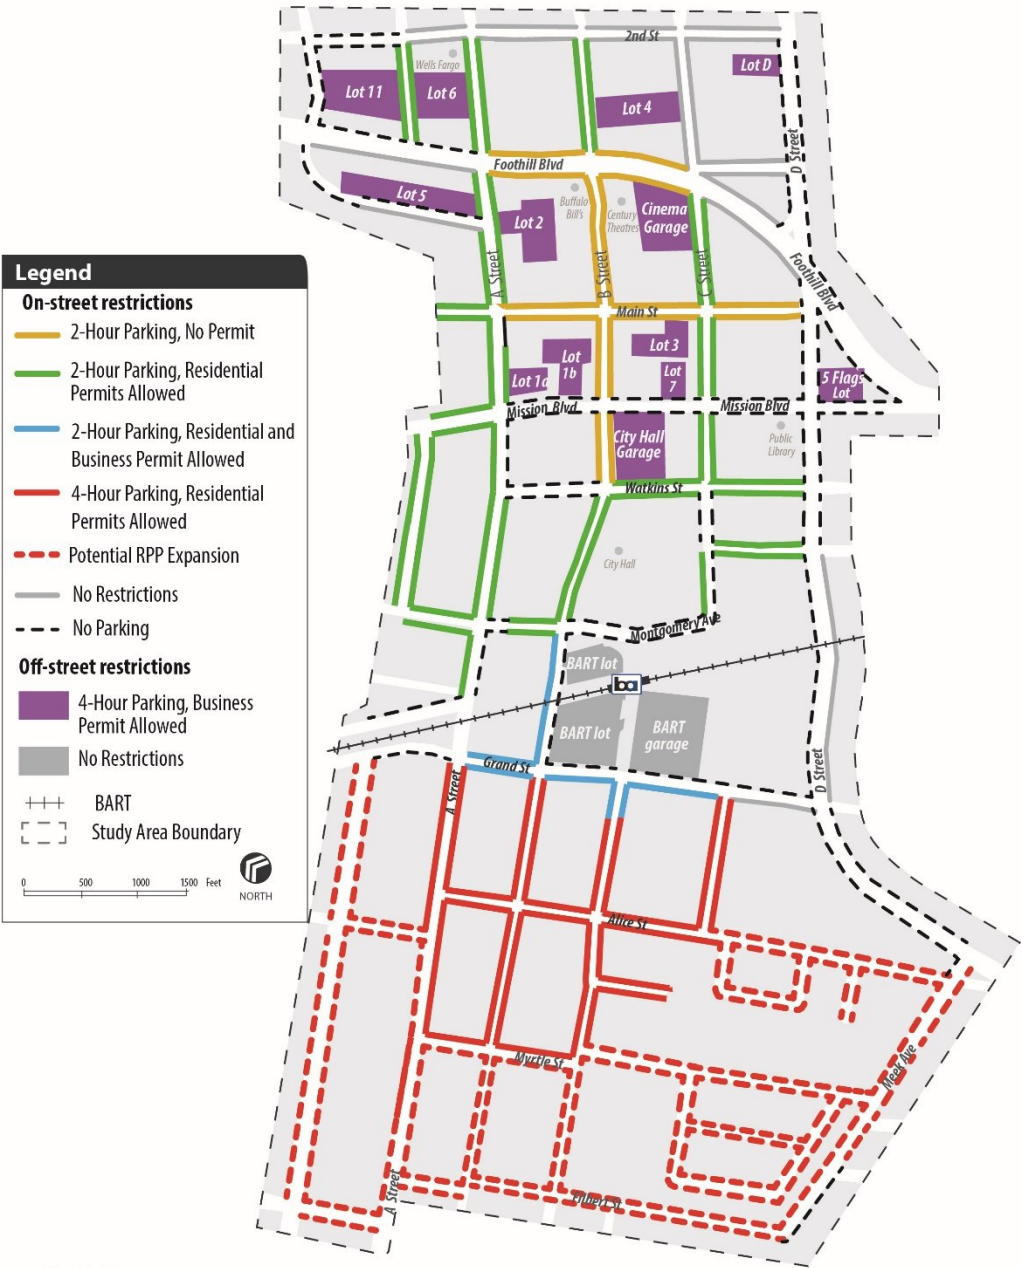 2nd St
Wells Fargo
Lot D
Lot 11
Lot 6
Lot 4
D Street
Foothill Blvd
Lot 5
Buffalo
Bill's
Century
Theatres
Cinema
Garage
Lot 2
A Street
B Street
C Street
Foothill Blvd
Main St
Lot 3
Lot
1b
Lot 1a
Lot
7
5 Flags
Lot
Mission Blvd
Mission Blvd
City Hall
Garage
Public
Library
Watkins St
City Hall
Montgomery Ave
BART lot
ba
BART lot
BART
garage
Grand St
A Street
D Street
Alice St
Myrtle St
Meek Ave
A Street
Filbert St
Legend
On-street restrictions
2-Hour Parking, No Permit
2-Hour Parking, Residential
Permits Allowed
2-Hour Parking, Residential and
Business Permit Allowed
4-Hour Parking, Residential
Permits Allowed
Potential RPP Expansion
No Restrictions
No Parking
Off-street restrictions
4-Hour Parking, Business
Permit Allowed
No Restrictions
BART
Study Area Boundary
0 500 1000 1500 Feet
NORTH